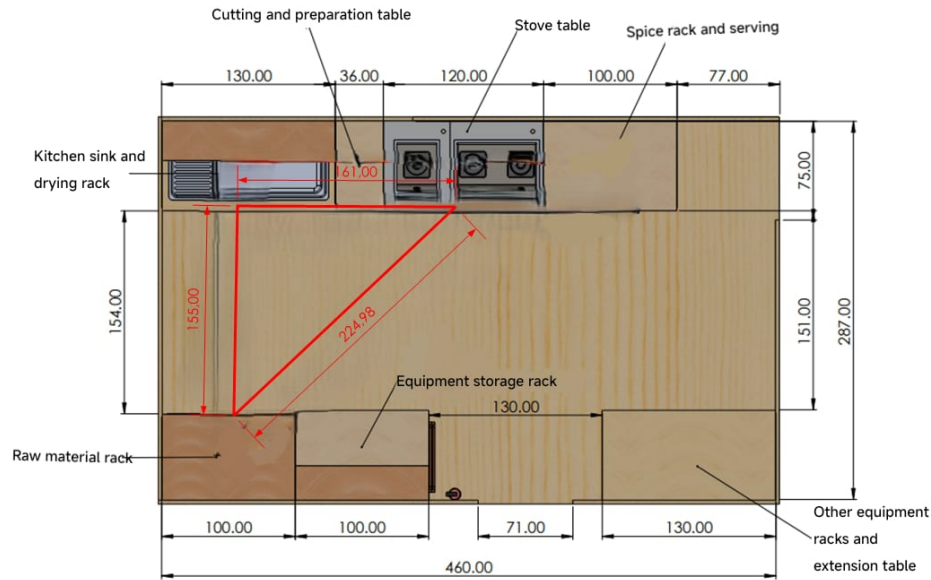 Cutting and preparation table
Stove table
Spice rack and serving
130.00
36.00
120.00
100.00
77.00
Kitchen sink and
drying rack
161,00
75.00
154.00
155.00
224,98
151.00
287.00
Equipment storage rack
130.00
Raw material rack
100.00
100.00
71.00
130.00
Other equipment
racks and
extension table
460.00